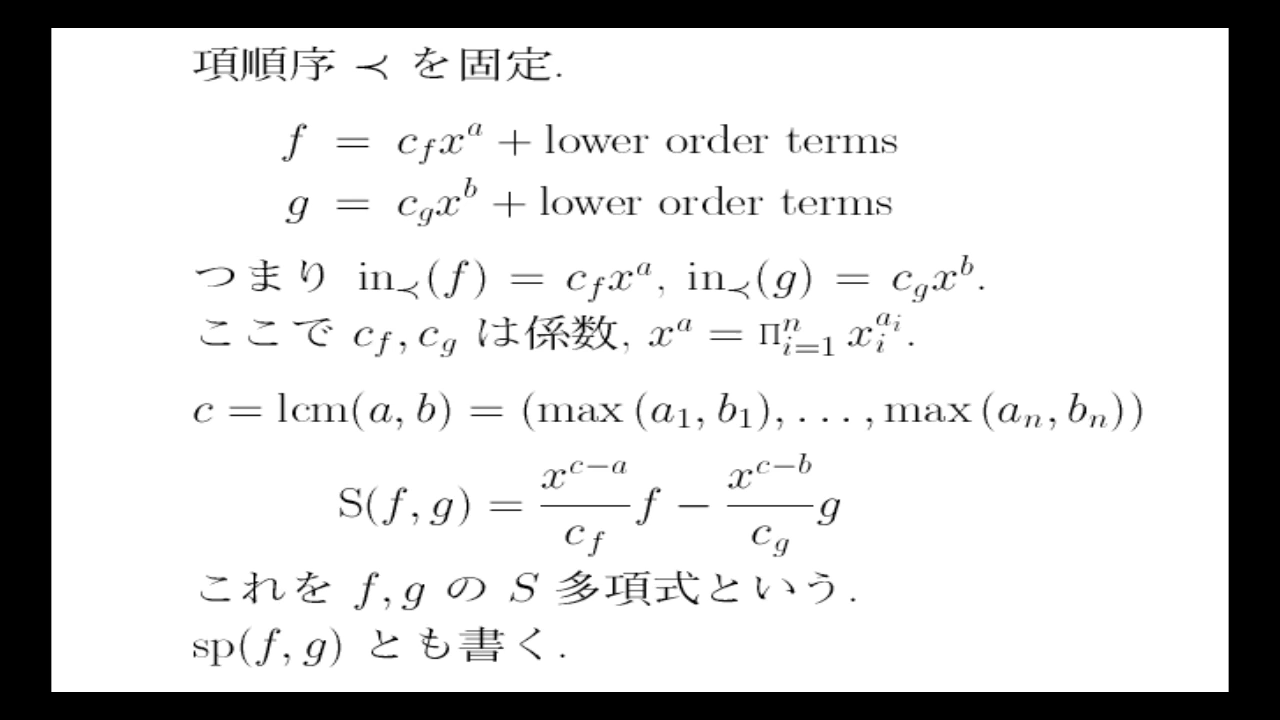 項順序 ≺ を固定.
f = c_f x^a + lower order terms
g = c_g x^b + lower order terms
つまり in_≺(f) = c_f x^a, in_≺(g) = c_g x^b.
ここで c_f, c_g は係数, x^a = Π_{i=1}^n x_i^{a_i}.
c = lcm(a, b) = (max (a_1, b_1), . . . , max (a_n, b_n))
S(f, g) = \frac{x^{c−a}}{c_f} f − \frac{x^{c−b}}{c_g} g
これを f, g の S 多項式という.
sp(f, g) とも書く.